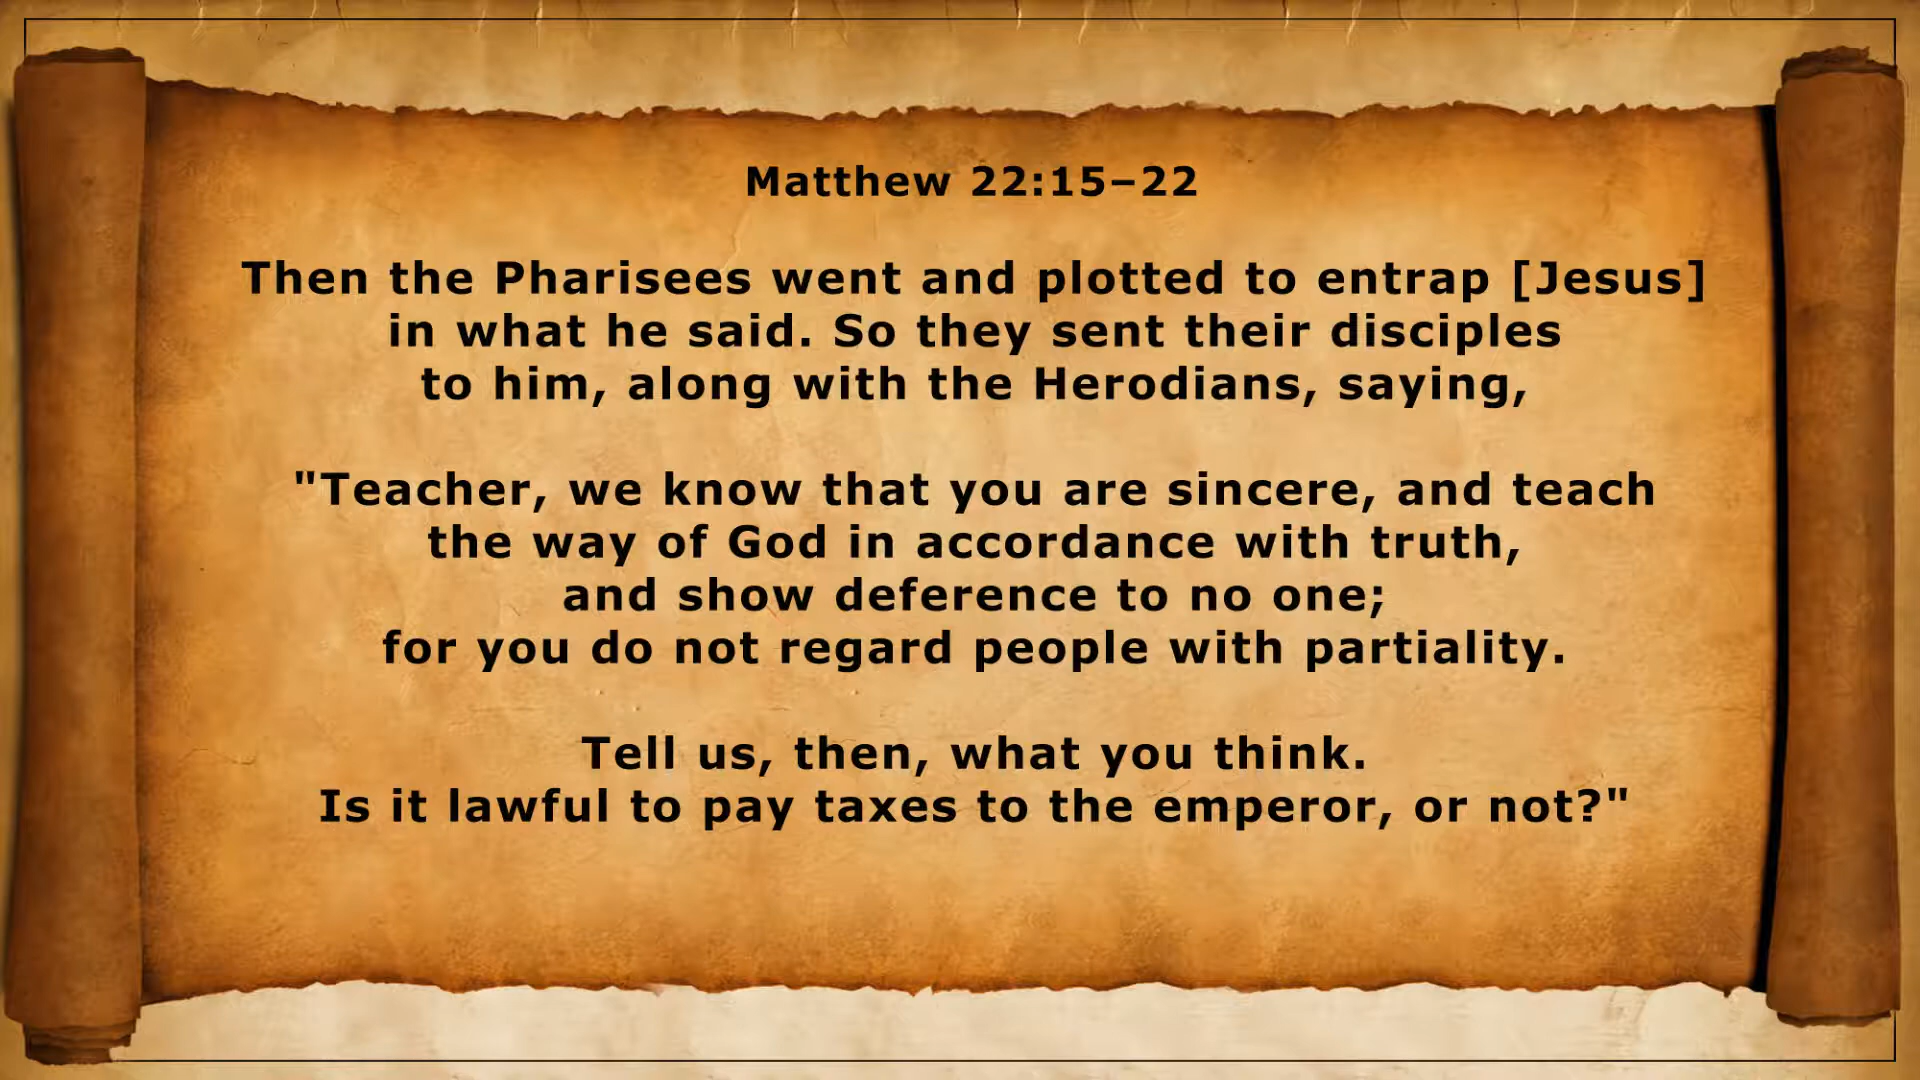 Matthew 22:15–22
Then the Pharisees went and plotted to entrap [Jesus]
in what he said. So they sent their disciples
to him, along with the Herodians, saying,
"Teacher, we know that you are sincere, and teach
the way of God in accordance with truth,
and show deference to no one;
for you do not regard people with partiality.
Tell us, then, what you think.
Is it lawful to pay taxes to the emperor, or not?"